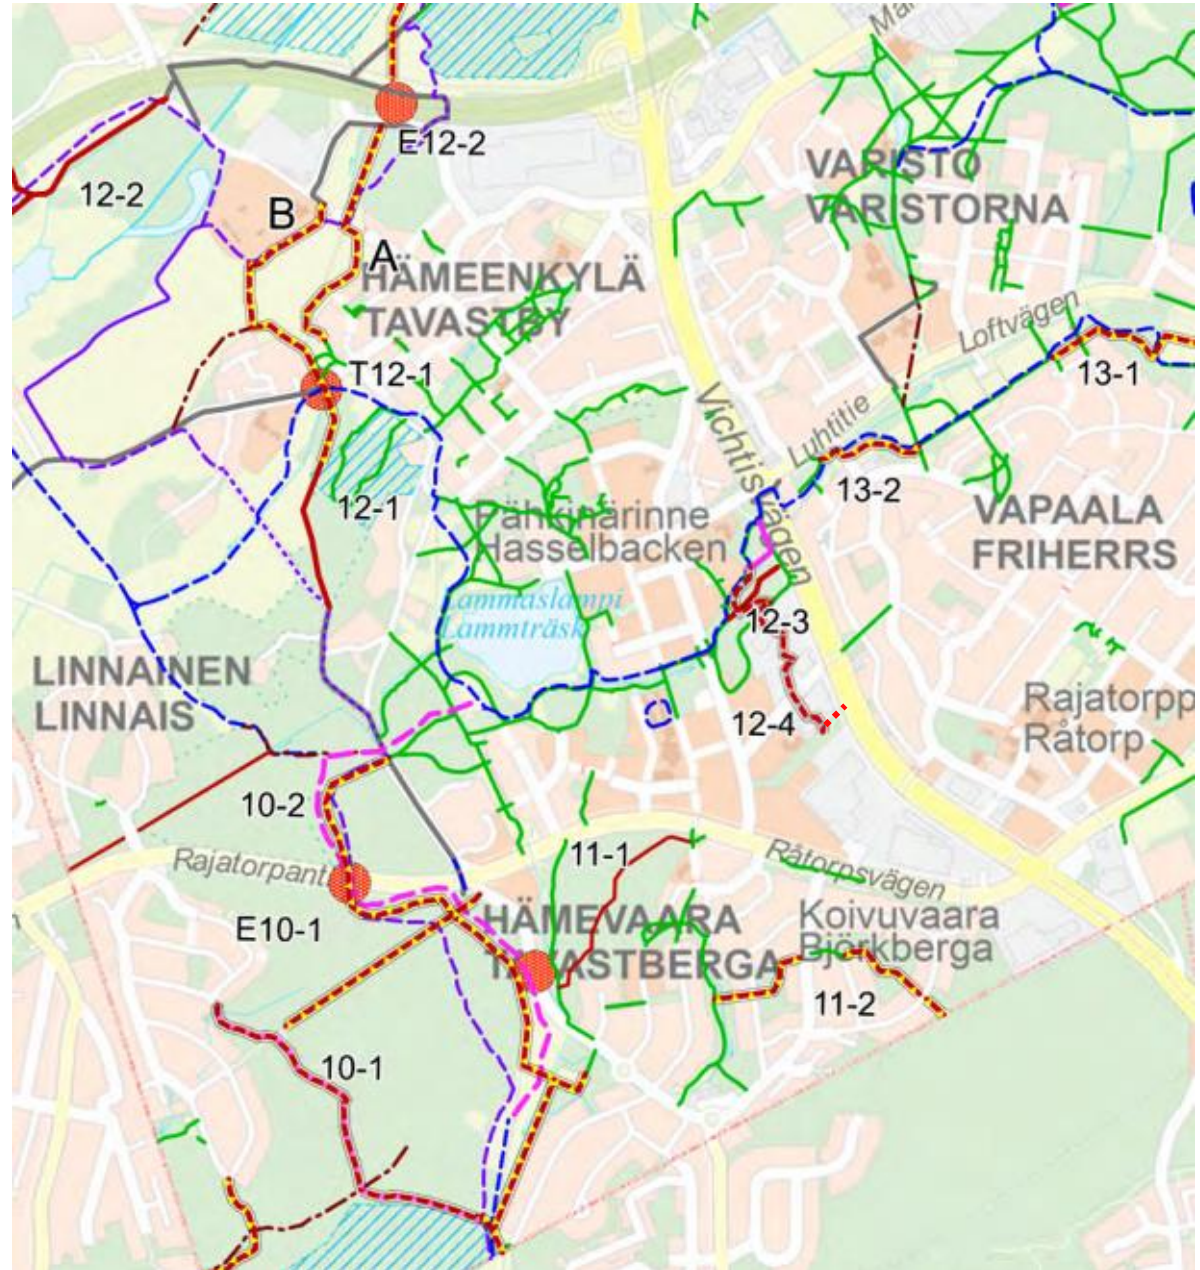 Mar
E12-2
VARISTO
VARISTORNA
12-2
B
A
HÄMEENKYLÄ
TAVASTBY
Loftvägen
T12-1
13-1
Vichtisvägen
Luhtitie
13-2
12-1
Pähkinärinne
Hasselbacken
VAPAALA
FRIHERRS
Lammaslampi
Lammträsk
12-3
LINNAINEN
LINNAIS
Rajatorpp
Råtorp
12-4
10-2
Rajatorpant
11-1
Råtorpsvägen
E10-1
HÄMEVAARA
TAVASTBERGA
Koivuvaara
Björkberga
11-2
10-1